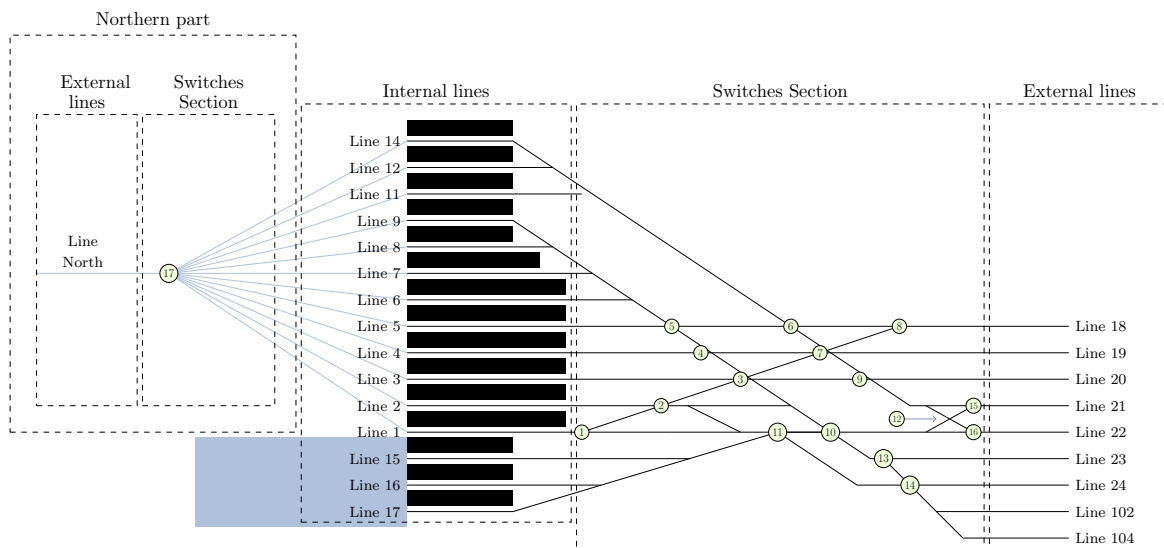 Northern part
External
lines
Switches
Section
Internal lines
Switches Section
External lines
Line 14
Line 12
Line 11
Line 9
Line 8
Line
North
17
Line 7
Line 6
Line 5
5
6
8
Line 18
Line 4
4
7
Line 19
Line 3
3
9
Line 20
Line 2
2
15
Line 21
12
Line 1
1
11
10
16
Line 22
Line 15
13
Line 23
Line 16
14
Line 24
Line 17
Line 102
Line 104